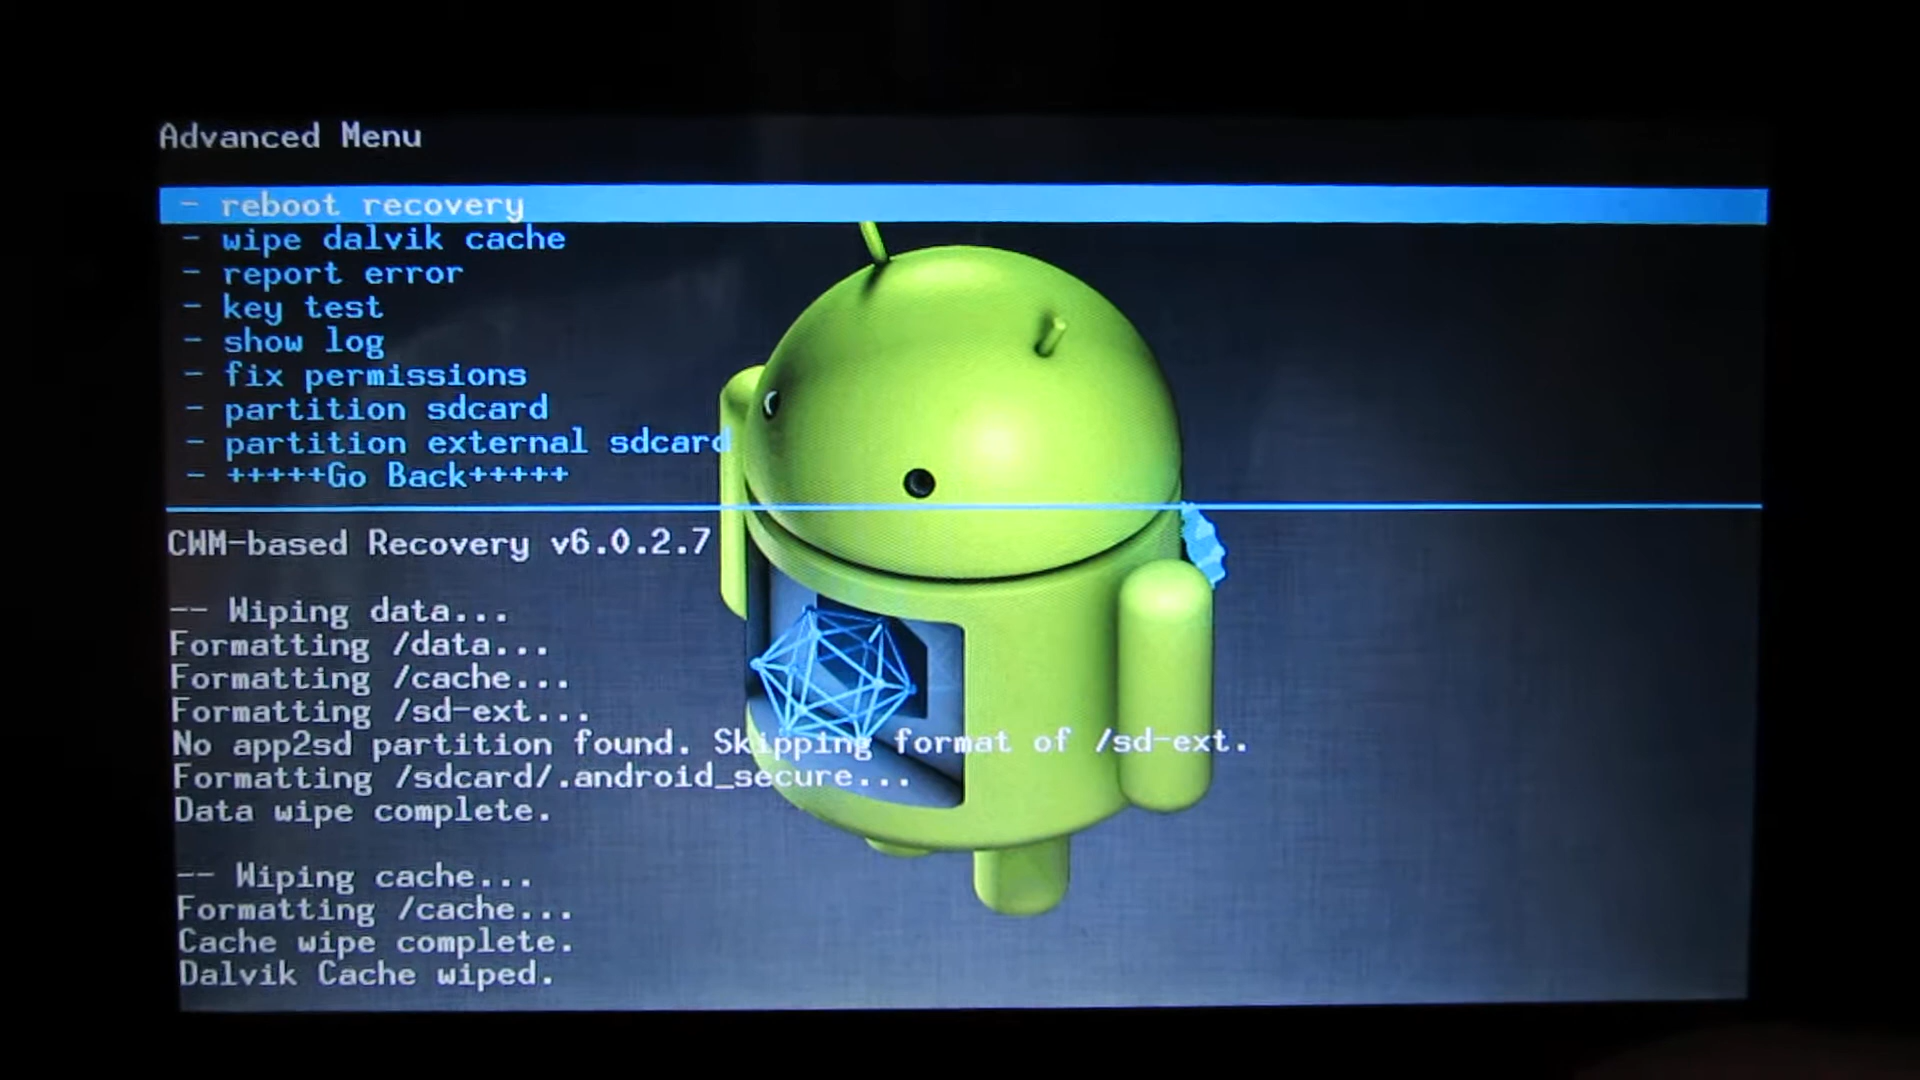 Advanced Menu
- reboot recovery
- wipe dalvik cache
- report error
- key test
- show log
- fix permissions
- partition sdcard
- partition external sdcard
- +++++Go Back+++++
CWM-based Recovery v6.0.2.7
-- Wiping data...
Formatting /data...
Formatting /cache...
Formatting /sd-ext...
No app2sd partition found. Skipping format of /sd-ext.
Formatting /sdcard/.android_secure...
Data wipe complete.
-- Wiping cache...
Formatting /cache...
Cache wipe complete.
Dalvik Cache wiped.